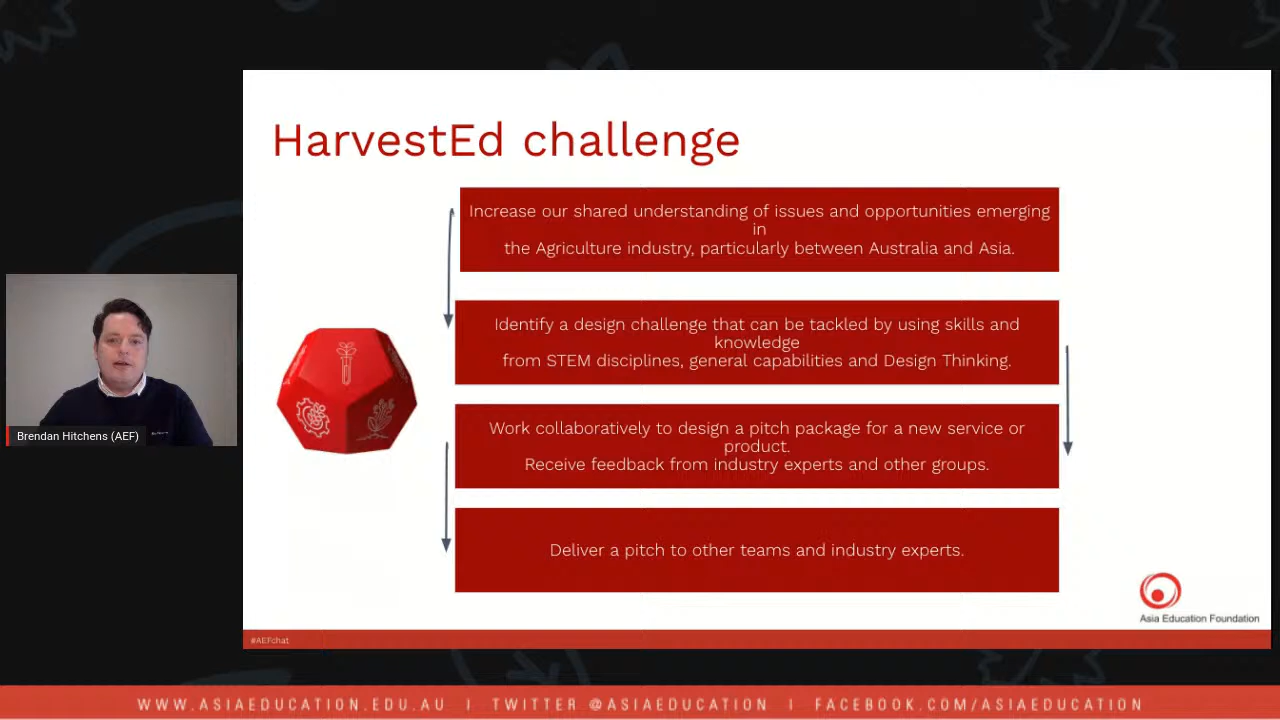 HarvestEd challenge
Increase our shared understanding of issues and opportunities emerging
in
the Agriculture industry, particularly between Australia and Asia.
Identify a design challenge that can be tackled by using skills and
knowledge
from STEM disciplines, general capabilities and Design Thinking.
Work collaboratively to design a pitch package for a new service or
product.
Receive feedback from industry experts and other groups.
Deliver a pitch to other teams and industry experts.
Brendan Hitchens (AEF)
Asia Education Foundation
#AEFchat
WWW.ASIAEDUCATION.EDU.AU | TWITTER @ASIAEDUCATION | FACEBOOK.COM/ASIAEDUCATION